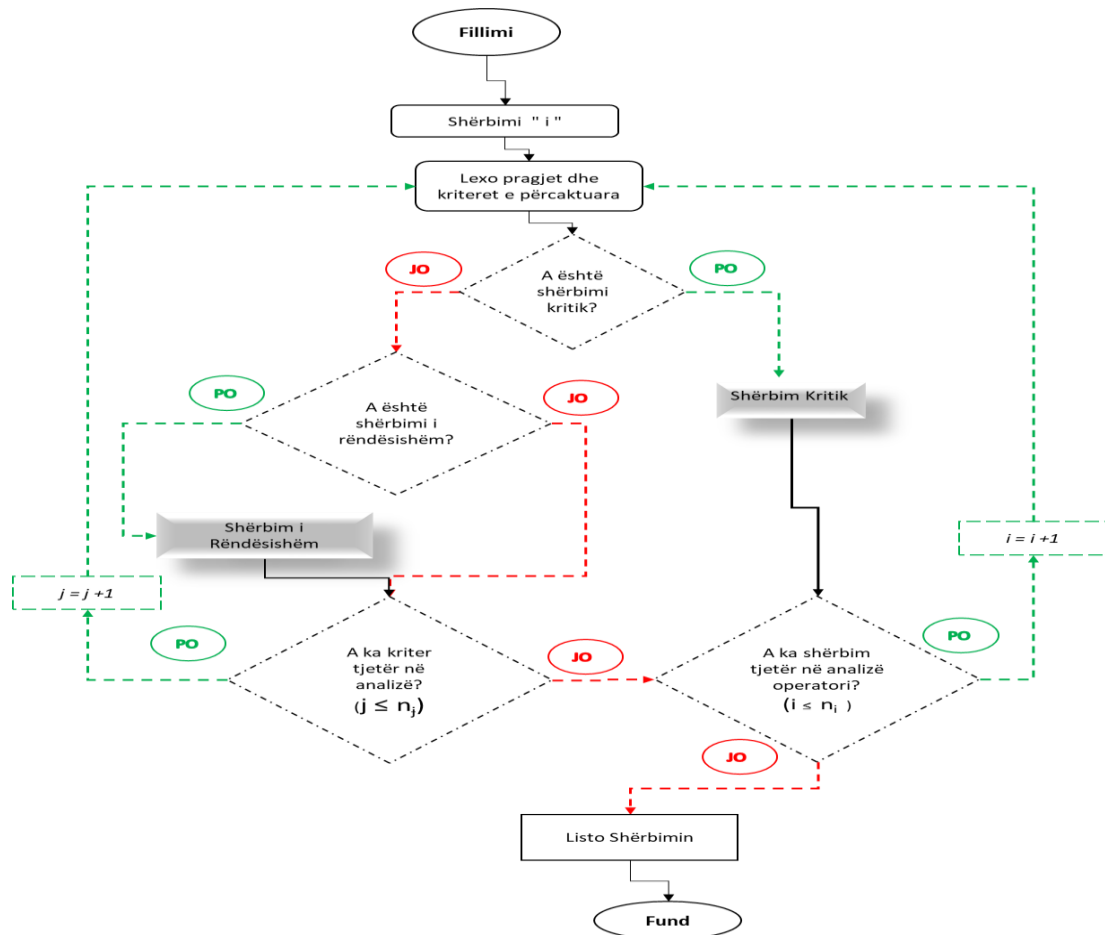 Fillimi
Shërbimi " i "
Lexo pragjet dhe
kriteret e përcaktuara
JO
PO
A është
shërbimi
kritik?
PO
JO
A është
shërbimi i
rëndësishëm?
Shërbim Kritik
Shërbim i
Rëndësishëm
i = i +1
j = j +1
PO
A ka kriter
tjetër në
analizë?
(j ≤ nj)
JO
A ka shërbim
tjetër në analizë
operatori?
(i ≤ ni )
PO
JO
Listo Shërbimin
Fund